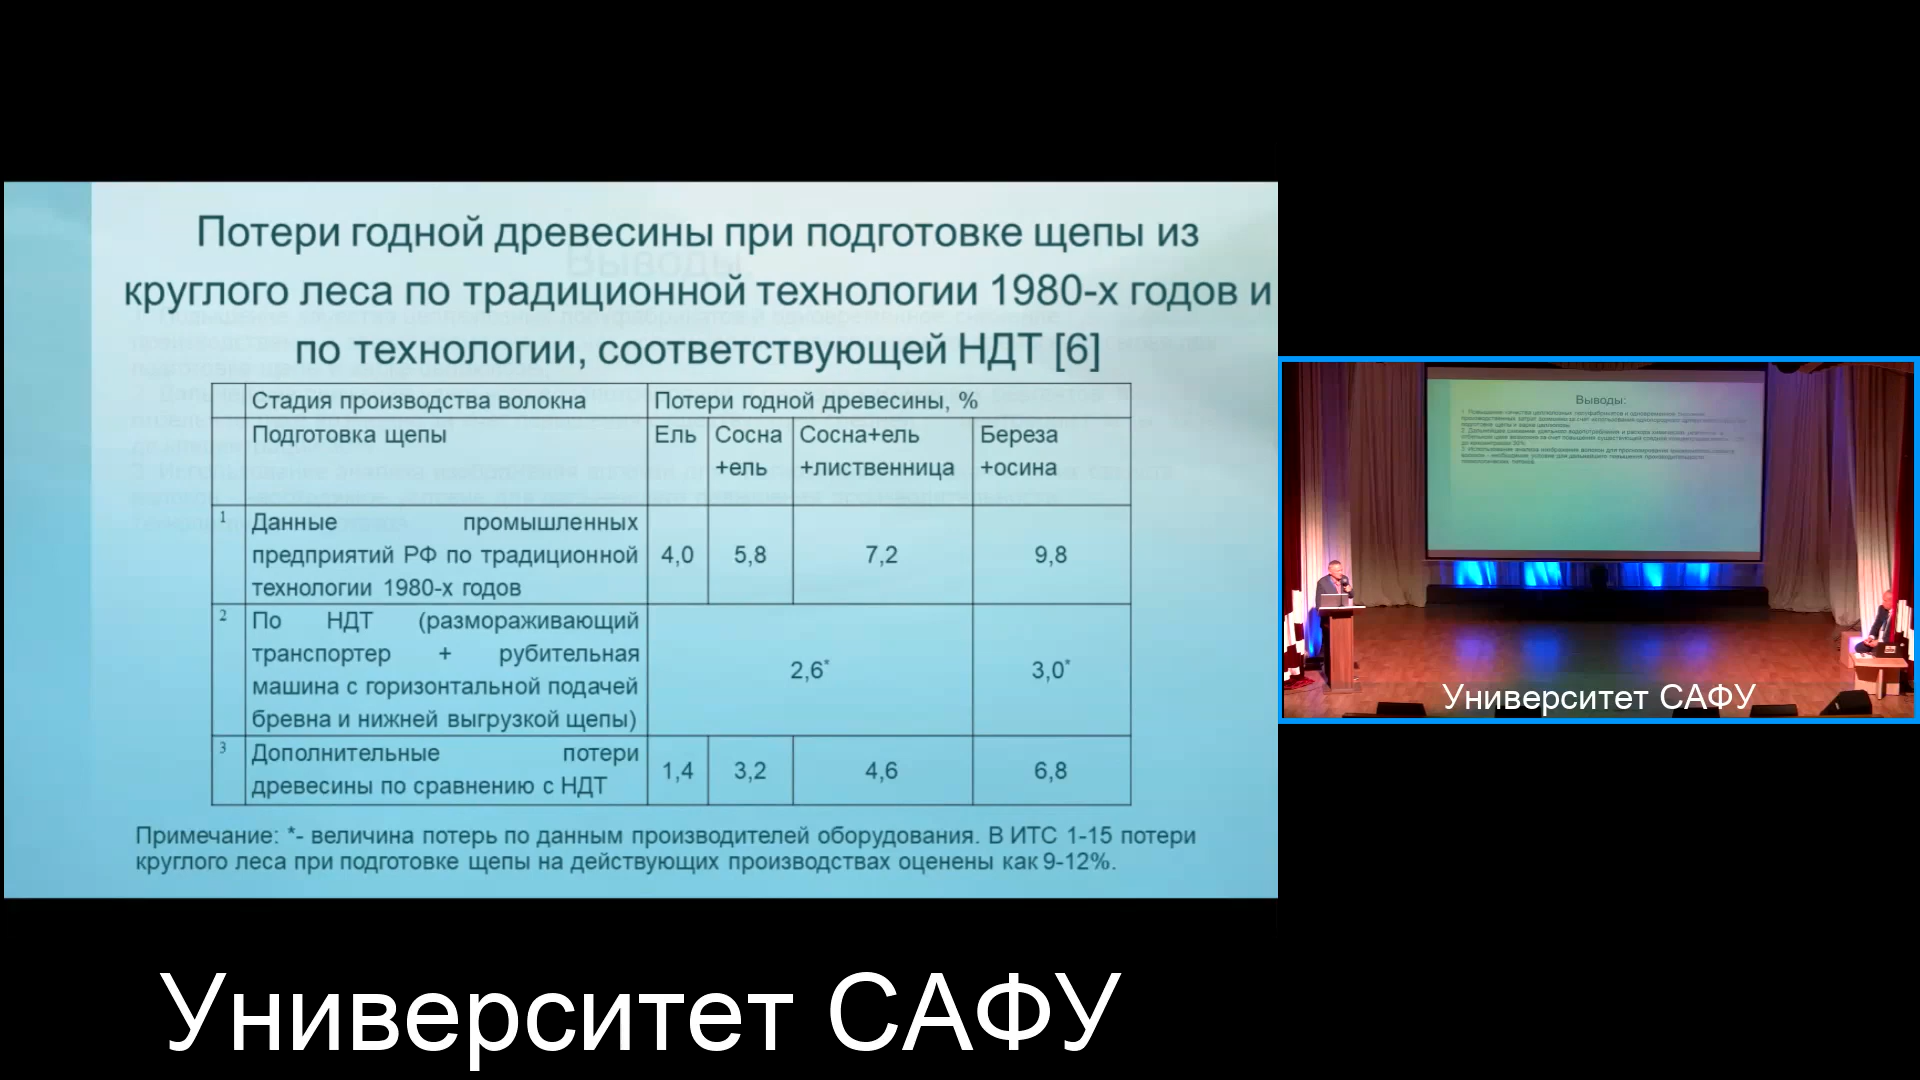 Потери годной древесины при подготовке щепы из
круглого леса по традиционной технологии 1980-х годов и
по технологии, соответствующей НДТ [6]
Стадия производства волокна Потери годной древесины, %
Подготовка щепы Ель Сосна +ель Сосна+ель +лиственница Береза +осина
1 Данные промышленных
предприятий РФ по традиционной
технологии 1980-х годов 4,0 5,8 7,2 9,8
2 По НДТ (размораживающий
транспортер + рубительная
машина с горизонтальной подачей
бревна и нижней выгрузкой щепы) 2,6* 3,0*
3 Дополнительные потери
древесины по сравнению с НДТ 1,4 3,2 4,6 6,8
Примечание: *- величина потерь по данным производителей оборудования. В ИТС 1-15 потери
круглого леса при подготовке щепы на действующих производствах оценены как 9-12%.
Университет САФУ
Выводы:
Университет САФУ